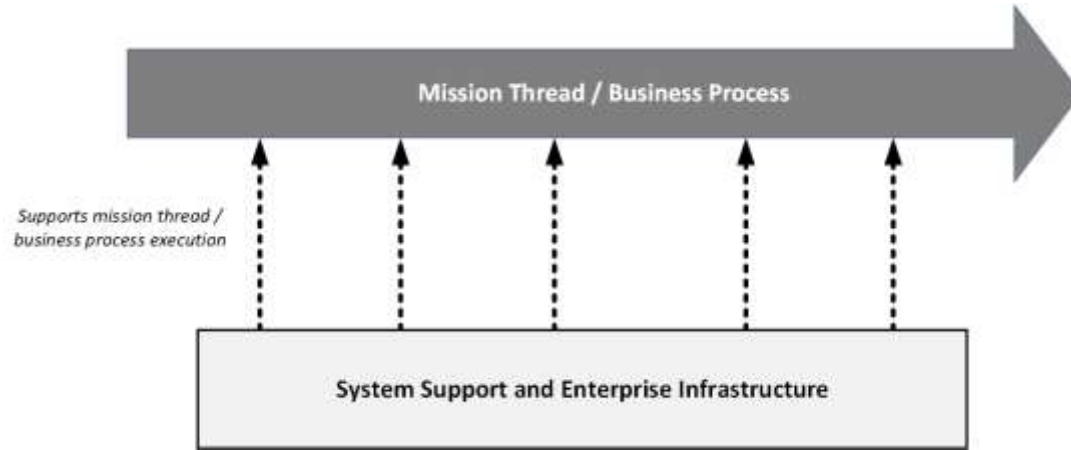 Mission Thread / Business Process
Supports mission thread /
business process execution
System Support and Enterprise Infrastructure